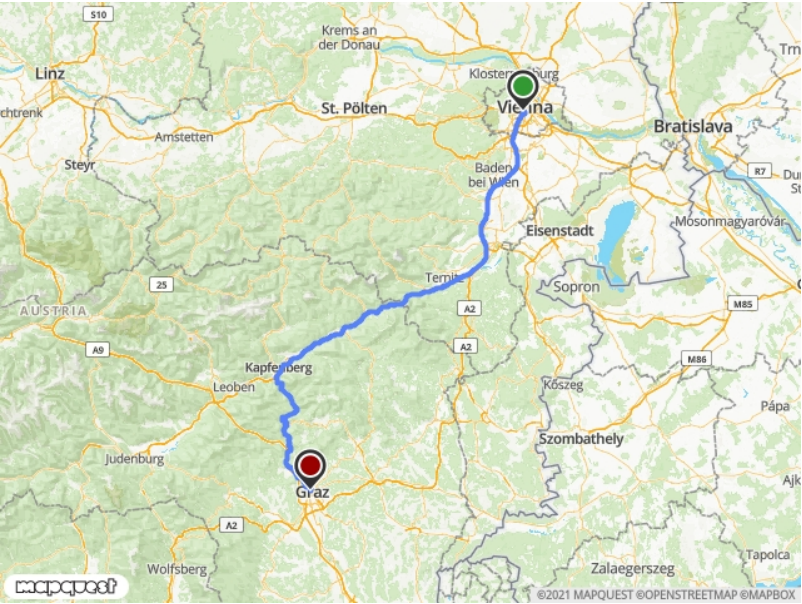 S10
Krems an
der Donau
Linz
Klosterneuburg
St. Pölten
Vienna
Amstetten
Bratislava
Steyr
Baden
bei Wien
R7
Mosonmagyaróvár
Eisenstadt
Ternitz
25
Sopron
AUSTRIA
A2
M85
A9
A2
M86
Kapfenberg
Leoben
Kőszeg
Pápa
Szombathely
Judenburg
Graz
A2
Wolfsberg
Zalaegerszeg
Tapolca
mapquest
©2021 MAPQUEST ©OPENSTREETMAP ©MAPBOX